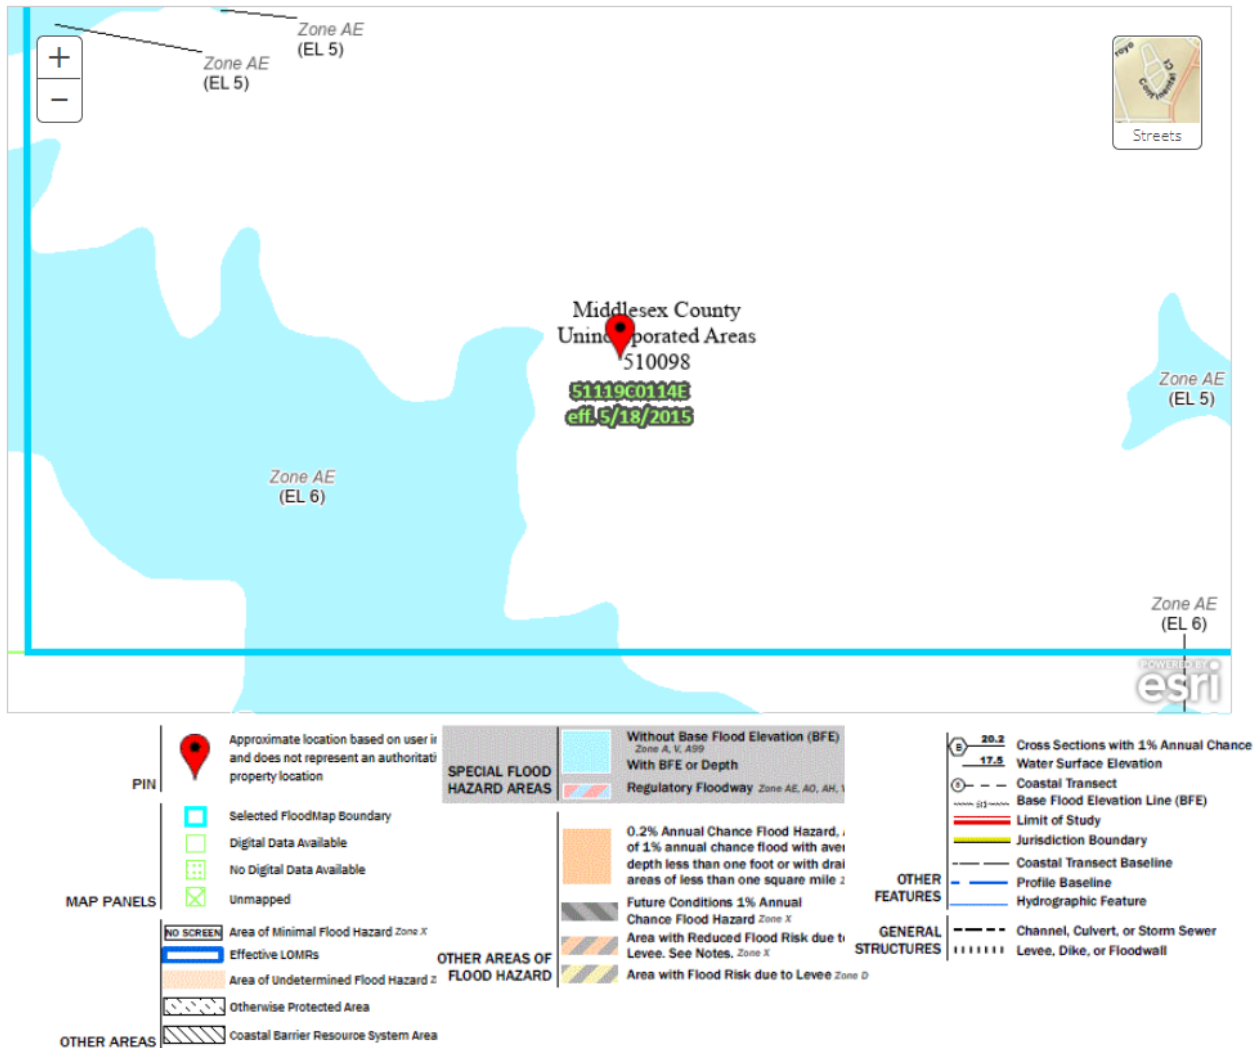 Zone AE
(EL 5)
Zone AE
(EL 5)
+
−
Continental Ct
Streets
Middlesex County
Unincorporated Areas
510098
51119C0114E
eff. 5/18/2015
Zone AE
(EL 5)
Zone AE
(EL 6)
Zone AE
(EL 6)
POWERED BY
esri
PIN
Approximate location based on user in
and does not represent an authoritati
property location
MAP PANELS
Selected FloodMap Boundary
Digital Data Available
No Digital Data Available
Unmapped
OTHER AREAS
NO SCREEN Area of Minimal Flood Hazard Zone X
Effective LOMRs
Area of Undetermined Flood Hazard Z
Otherwise Protected Area
Coastal Barrier Resource System Area
SPECIAL FLOOD
HAZARD AREAS
Without Base Flood Elevation (BFE)
Zone A, V, A99
With BFE or Depth
Regulatory Floodway Zone AE, AO, AH, V
OTHER AREAS OF
FLOOD HAZARD
0.2% Annual Chance Flood Hazard,
of 1% annual chance flood with aver
depth less than one foot or with drai
areas of less than one square mile Z
Future Conditions 1% Annual
Chance Flood Hazard Zone X
Area with Reduced Flood Risk due to
Levee. See Notes. Zone X
Area with Flood Risk due to Levee Zone D
OTHER
FEATURES
B 20.2 Cross Sections with 1% Annual Chance
17.5 Water Surface Elevation
Coastal Transect
Base Flood Elevation Line (BFE)
Limit of Study
Jurisdiction Boundary
Coastal Transect Baseline
Profile Baseline
Hydrographic Feature
GENERAL
STRUCTURES
Channel, Culvert, or Storm Sewer
Levee, Dike, or Floodwall